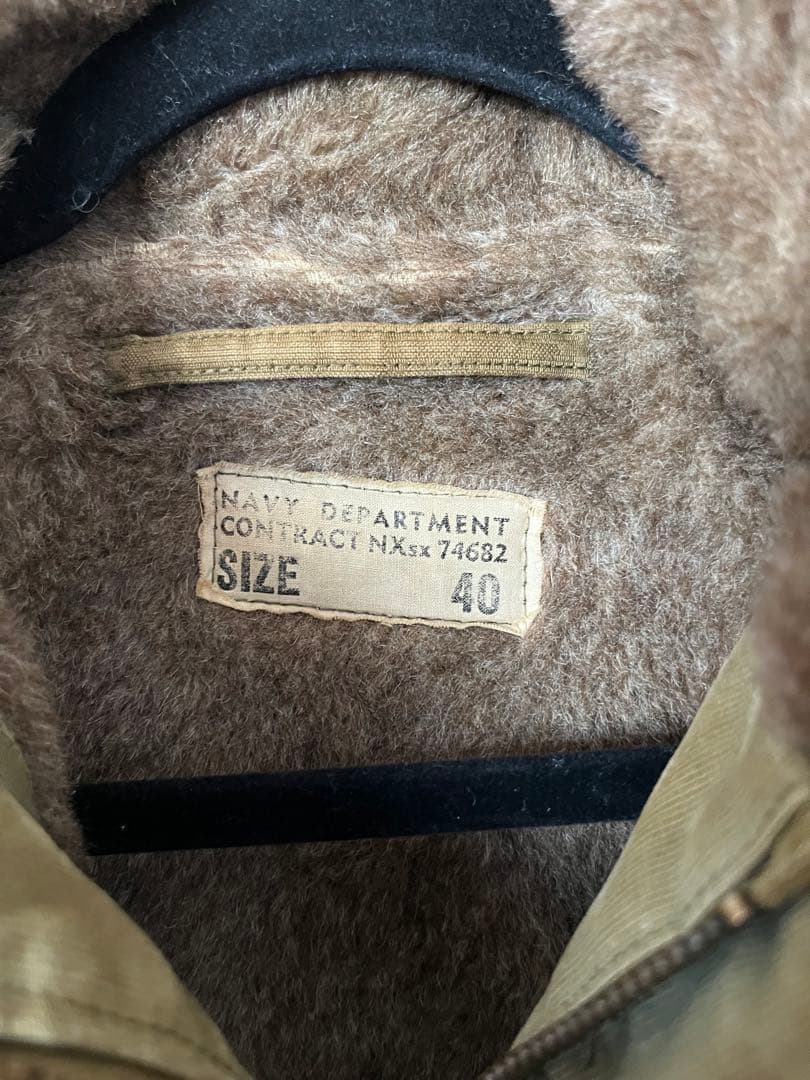 NAVY DEPARTMENT
CONTRACT NXsx 74682
SIZE 40